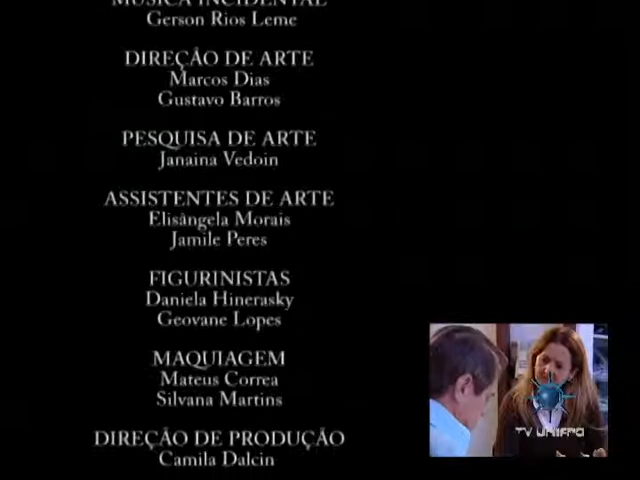 MÚSICA INCIDENTAL
Gerson Rios Leme
DIREÇÃO DE ARTE
Marcos Dias
Gustavo Barros
PESQUISA DE ARTE
Janaina Vedoin
ASSISTENTES DE ARTE
Elisângela Morais
Jamile Peres
FIGURINISTAS
Daniela Hinerasky
Geovane Lopes
MAQUIAGEM
Mateus Correa
Silvana Martins
DIREÇÃO DE PRODUÇÃO
Camila Dalcin
TV UNIFRA